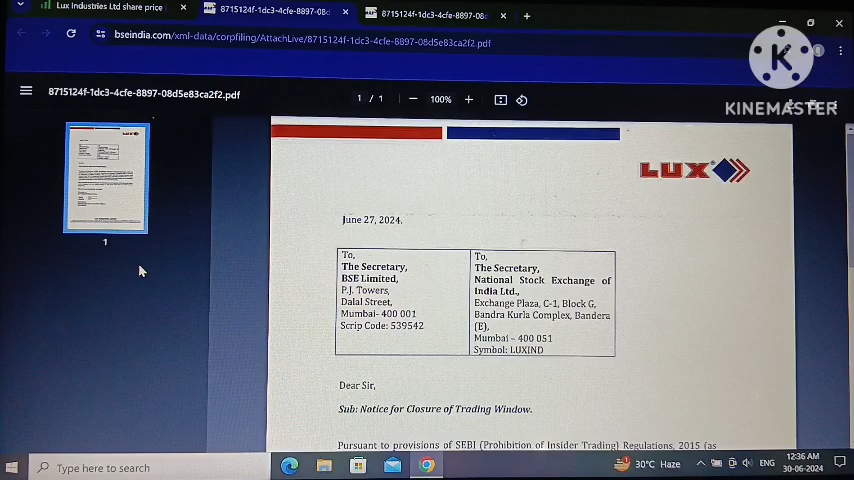 Lux Industries Ltd share price
8715124f-1dc3-4cfe-8897-08d5
8715124f-1dc3-4cfe-8897-08d5
bseindia.com/xml-data/corpfiling/AttachLive/8715124f-1dc3-4cfe-8897-08d5e83ca2f2.pdf
8715124f-1dc3-4cfe-8897-08d5e83ca2f2.pdf
1 / 1
100%
K
KINEMASTER
1
LUX
June 27, 2024.
To,
The Secretary,
BSE Limited,
P.J. Towers,
Dalal Street,
Mumbai- 400 001
Scrip Code: 539542
To,
The Secretary,
National Stock Exchange of
India Ltd.,
Exchange Plaza, C-1, Block G,
Bandra Kurla Complex, Bandera
(E),
Mumbai – 400 051
Symbol: LUXIND
Dear Sir,
Sub: Notice for Closure of Trading Window.
Pursuant to provisions of SEBI (Prohibition of Insider Trading) Regulations, 2015 (as
Type here to search
30°C Haze
ENG
12:36 AM
30-06-2024